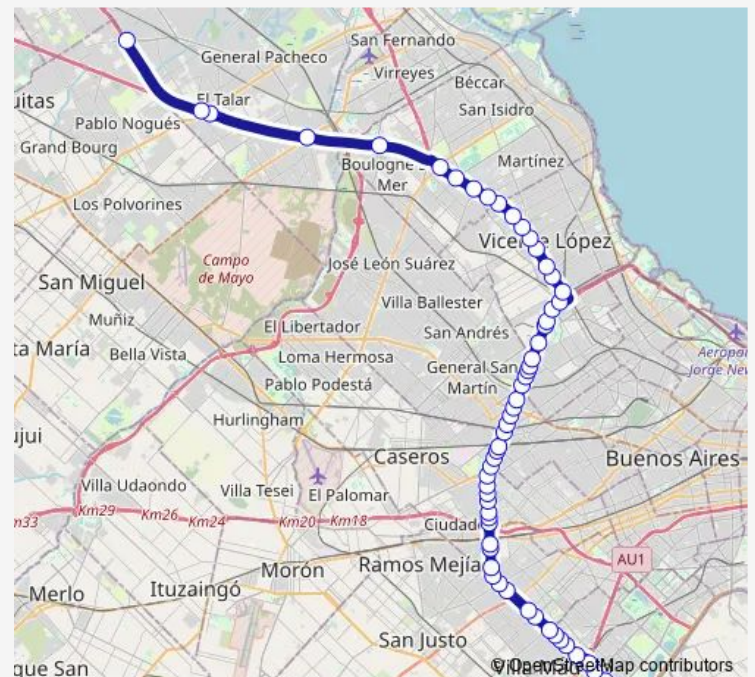 San Fernando
General Pacheco
Virreyes
Béccar
uitas
El Talar
San Isidro
Pablo Nogués
Grand Bourg
Boulogne
Mer
Martínez
Los Polvorines
Vicente López
Campo
de Mayo
José León Suárez
San Miguel
Villa Ballester
Muñiz
El Libertador
San Andrés
ta María
Bella Vista
Loma Hermosa
Aeropar
Jorge New
General San
Martín
Pablo Podestá
Hurlingham
ujui
Caseros
Buenos Aires
Villa Udaondo
Villa Tesei
El Palomar
m33
Km29
Km26
Km24
Km20
Km18
Ciudad
AU1
Ramos Mejía
Morón
Merlo
Ituzaingó
San Justo
que San
Villa Mad
© OpenStreetMap contributors